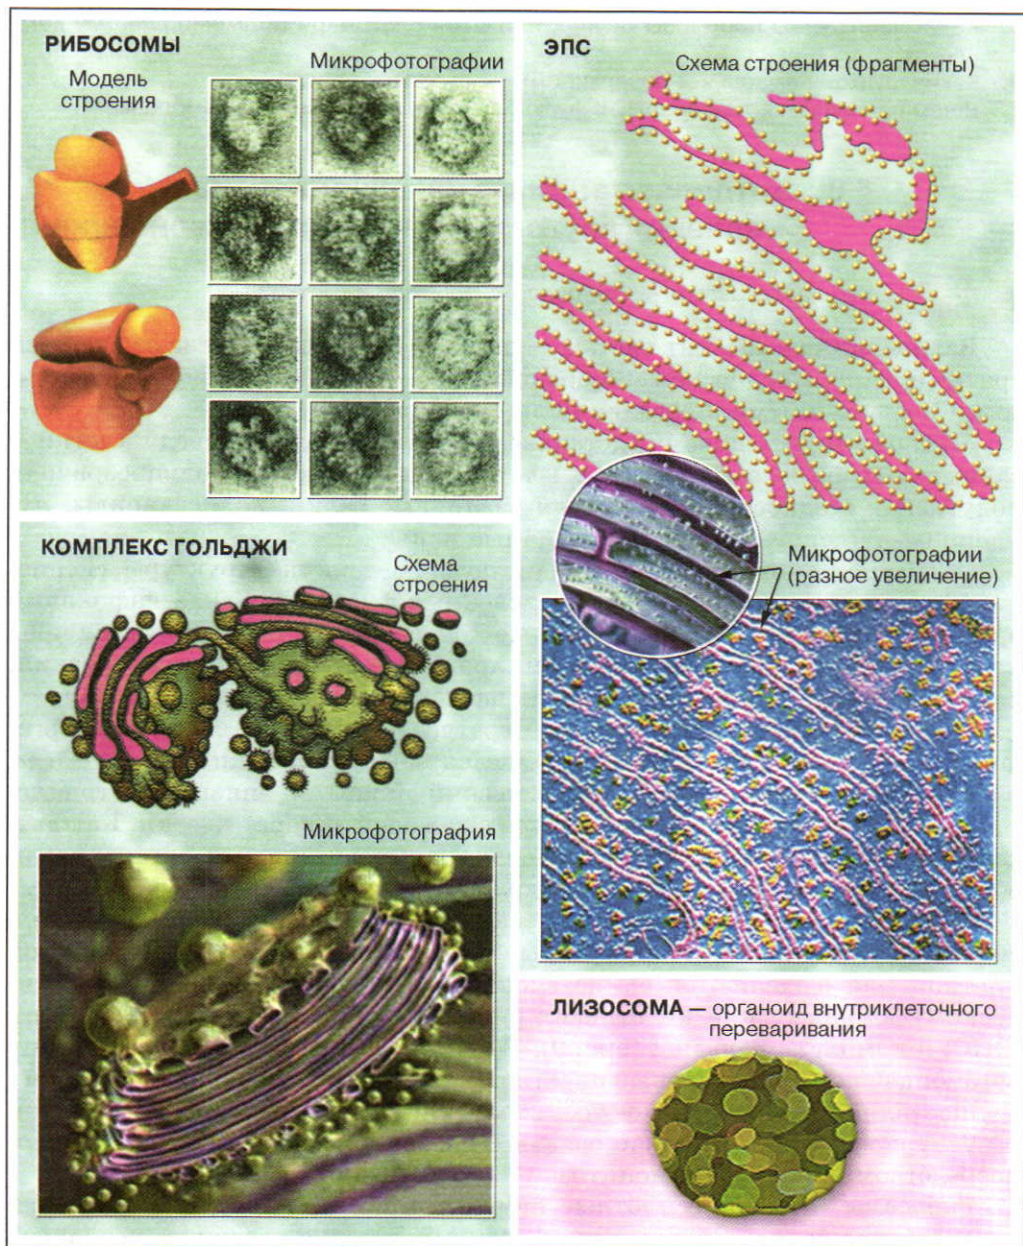 РИБОСОМЫ
Модель
строения
Микрофотографии
ЭПС
Схема строения (фрагменты)
Микрофотографии
(разное увеличение)
КОМПЛЕКС ГОЛЬДЖИ
Схема
строения
Микрофотография
ЛИЗОСОМА — органоид внутриклеточного
переваривания